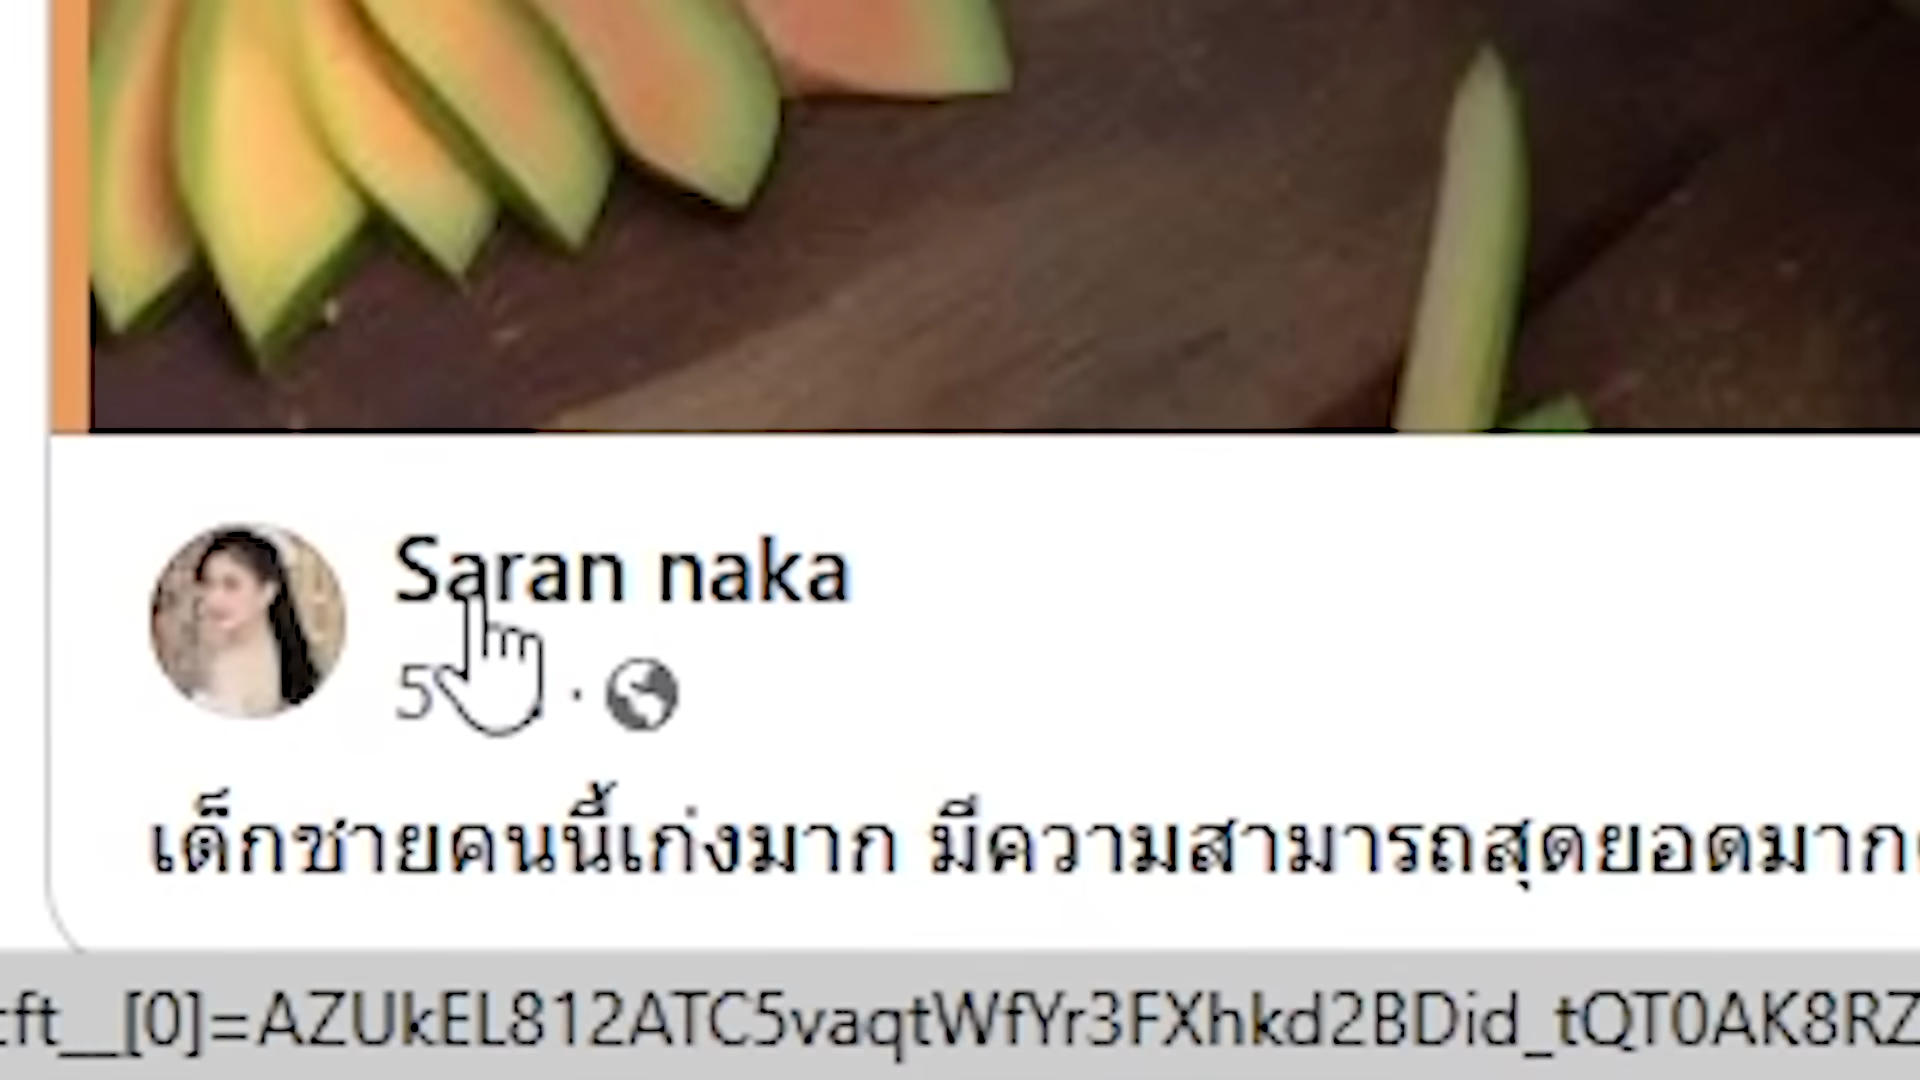 Saran naka
5 ·
เด็กชายคนนี้เก่งมาก มีความสามารถสุดยอดมาก
cft__[0]=AZUkEL812ATC5vaqtWfYr3FXhkd2BDid_tQT0AK8RZ